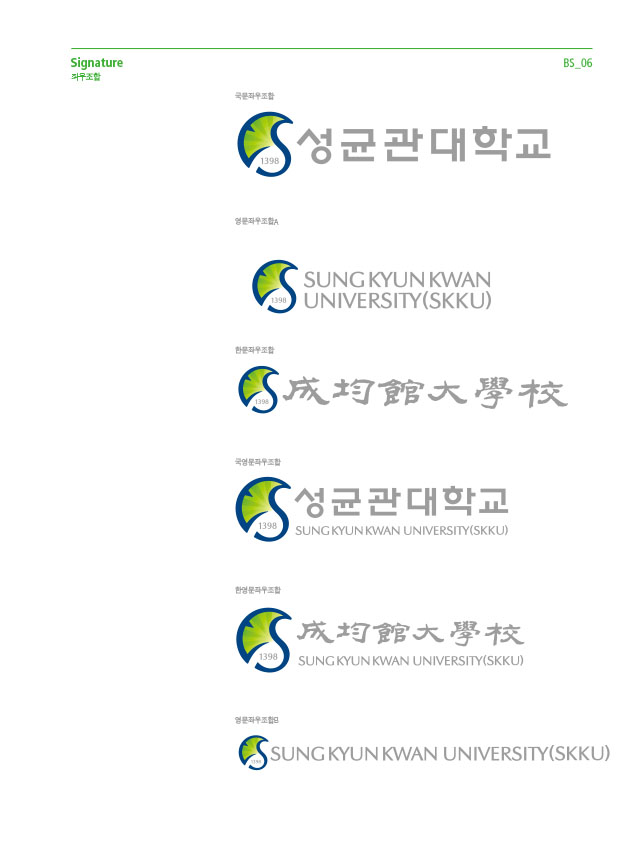 Signature
BS_06
좌우조합
국문좌우조합
1398
성균관대학교
영문좌우조합A
1398
SUNG KYUN KWAN
UNIVERSITY(SKKU)
한문좌우조합
1398
成均館大學校
국영문좌우조합
1398
성균관대학교
SUNG KYUN KWAN UNIVERSITY(SKKU)
한영문좌우조합
1398
成均館大學校
SUNG KYUN KWAN UNIVERSITY(SKKU)
영문좌우조합B
1398
SUNG KYUN KWAN UNIVERSITY(SKKU)